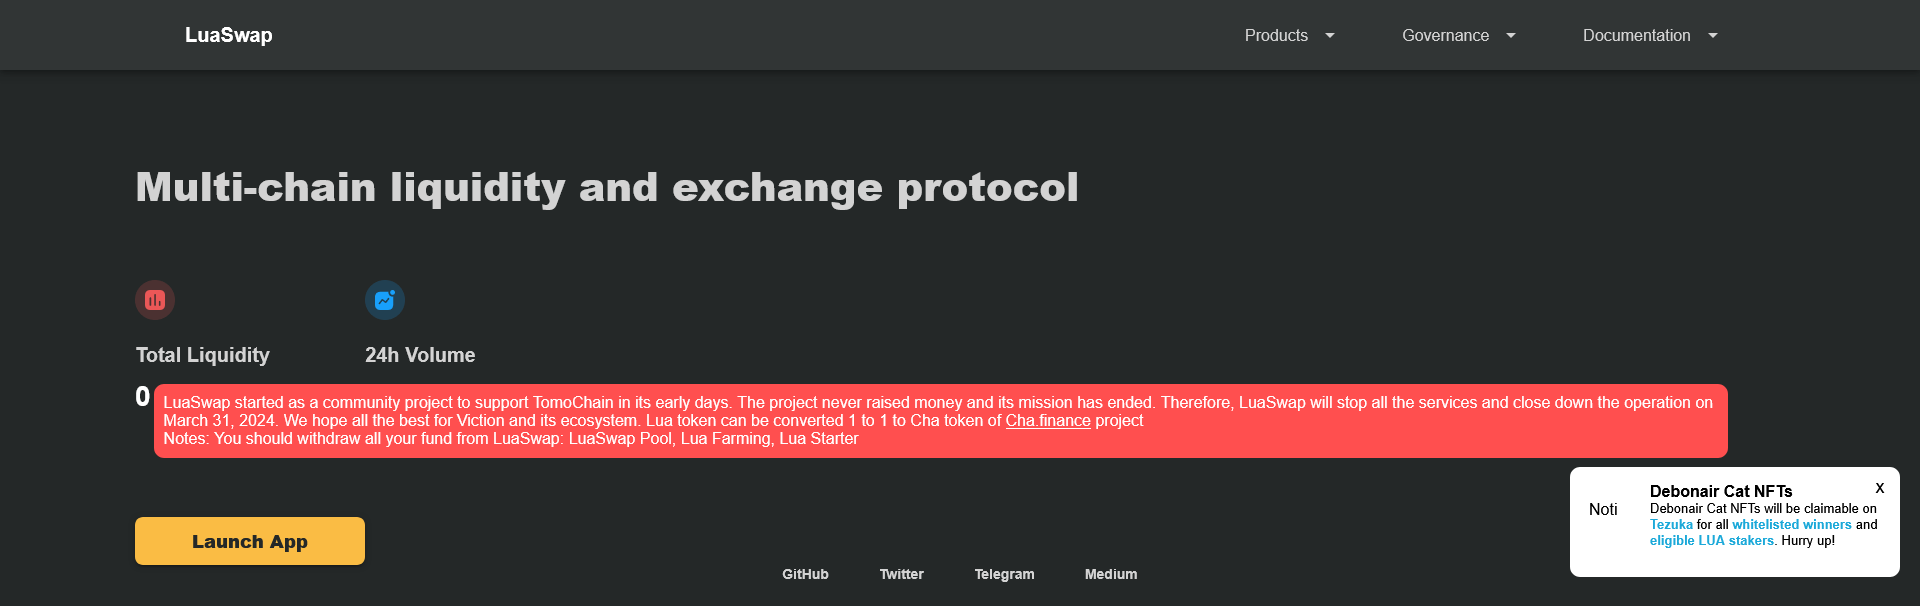 LuaSwap
Products
Governance
Documentation
Multi-chain liquidity and exchange protocol
Total Liquidity
24h Volume
0
LuaSwap started as a community project to support TomoChain in its early days. The project never raised money and its mission has ended. Therefore, LuaSwap will stop all the services and close down the operation on
March 31, 2024. We hope all the best for Viction and its ecosystem. Lua token can be converted 1 to 1 to Cha token of Cha.finance project
Notes: You should withdraw all your fund from LuaSwap: LuaSwap Pool, Lua Farming, Lua Starter
Launch App
GitHub
Twitter
Telegram
Medium
Noti
Debonair Cat NFTs
X
Debonair Cat NFTs will be claimable on
Tezuka for all whitelisted winners and
eligible LUA stakers. Hurry up!